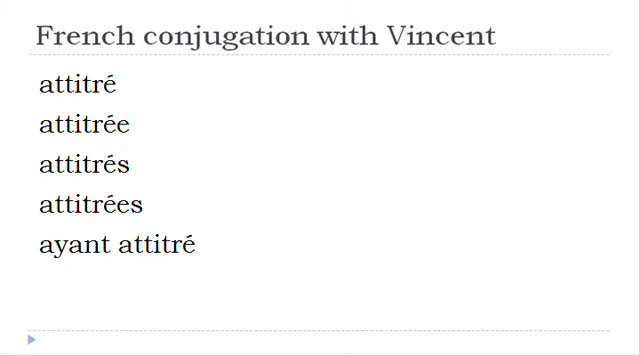 French conjugation with Vincent
attitré
attitrée
attitrés
attitrées
ayant attitré